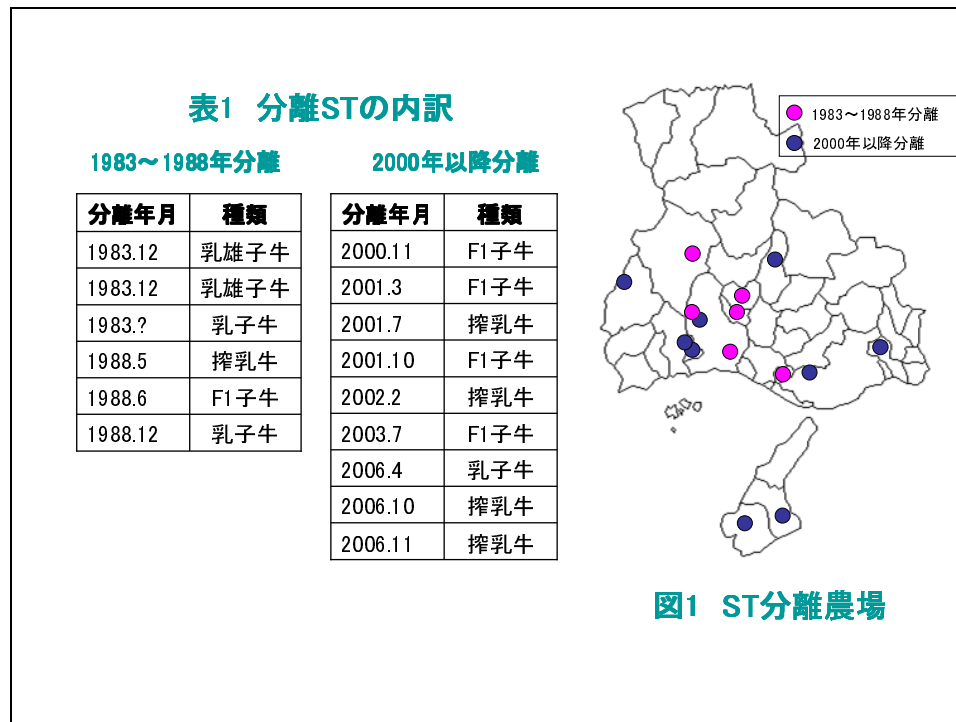 表1 分離STの内訳
1983～1988年分離
分離年月 種類
1983.12 乳雄子牛
1983.12 乳雄子牛
1983.? 乳子牛
1988.5 搾乳牛
1988.6 F1子牛
1988.12 乳子牛
2000年以降分離
分離年月 種類
2000.11 F1子牛
2001.3 F1子牛
2001.7 搾乳牛
2001.10 F1子牛
2002.2 搾乳牛
2003.7 F1子牛
2006.4 乳子牛
2006.10 搾乳牛
2006.11 搾乳牛
1983～1988年分離
2000年以降分離
図1 ST分離農場